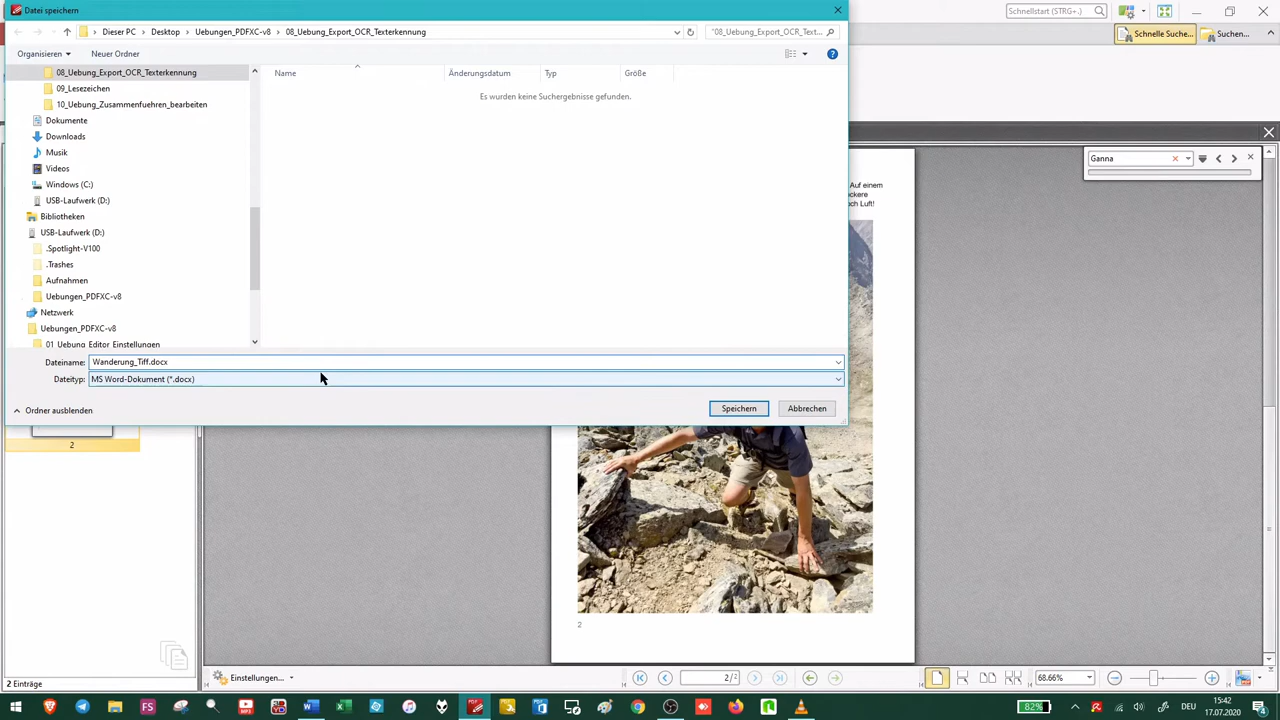 Datei speichern
Schnellstart (STRG+.)
Dieser PC
Desktop
Uebungen_PDFXC-v8
08_Uebung_Export_OCR_Texterkennung
"08_Uebung_Export_OCR_Text...
Schnelle Suche...
Suchen...
Organisieren
Neuer Ordner
08_Uebung_Export_OCR_Texterkennung
09_Lesezeichen
10_Uebung_Zusammenfuehren_bearbeiten
Dokumente
Downloads
Musik
Videos
Windows (C:)
USB-Laufwerk (D:)
Bibliotheken
USB-Laufwerk (D:)
.Spotlight-V100
.Trashes
Aufnahmen
Uebungen_PDFXC-v8
Netzwerk
Uebungen_PDFXC-v8
01_Uebung_Editor_Einstellungen
Name
Änderungsdatum
Typ
Größe
Es wurden keine Suchergebnisse gefunden.
Ganna
Auf einem
ckere
och Luft!
Dateiname:
Wanderung_Tiff.docx
Dateityp:
MS Word-Dokument (*.docx)
Ordner ausblenden
Speichern
Abbrechen
2
2
2 Einträge
Einstellungen...
2 / 2
68.66%
82%
DEU
15:42
17.07.2020